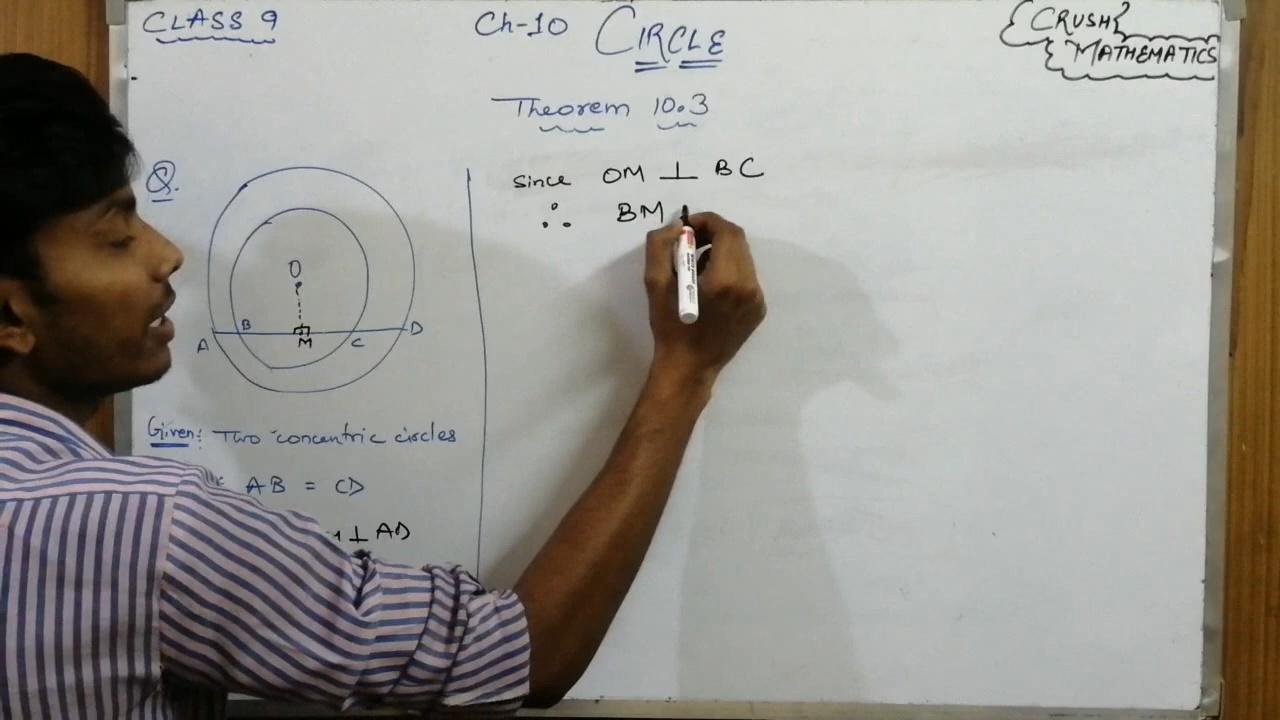 CLASS 9
Ch-10 CIRCLE
CRUSH
MATHEMATICS
Theorem 10.3
Q.
O
A B M C D
Given: Two concentric circles
AB = CD
⊥ AD
since OM ⊥ BC
∴ BM